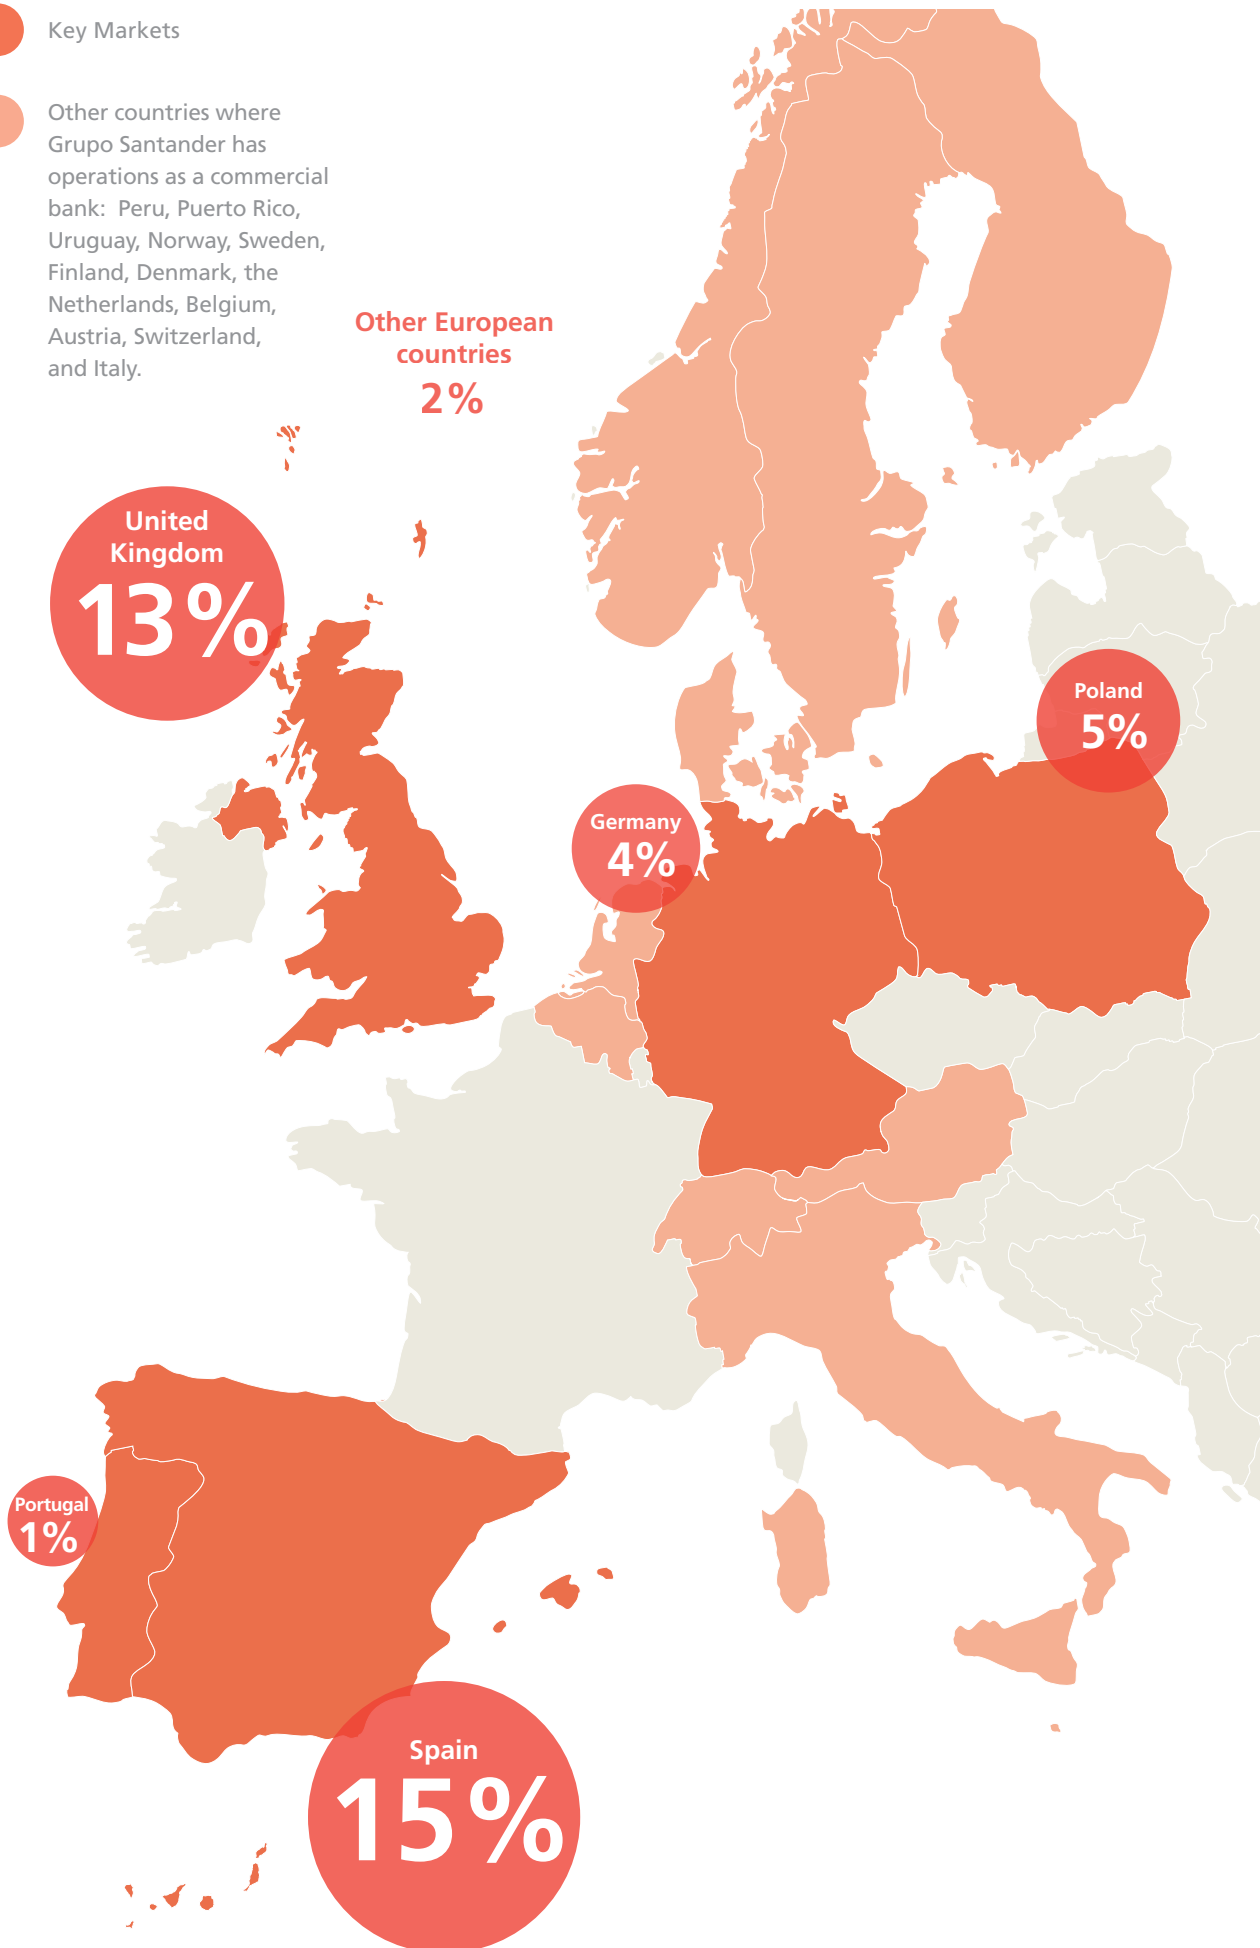 Key Markets
Other countries where
Grupo Santander has
operations as a commercial
bank: Peru, Puerto Rico,
Uruguay, Norway, Sweden,
Finland, Denmark, the
Netherlands, Belgium,
Austria, Switzerland,
and Italy.
Other European
countries
2%
United
Kingdom
13%
Poland
5%
Germany
4%
Portugal
1%
Spain
15%